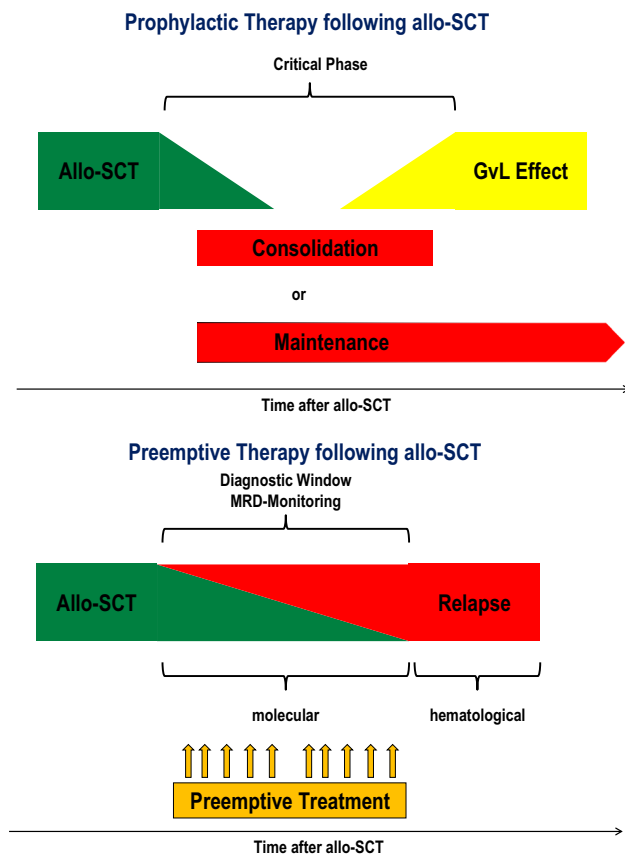 Prophylactic Therapy following allo-SCT
Critical Phase
Allo-SCT
GvL Effect
Consolidation
or
Maintenance
Time after allo-SCT
Preemptive Therapy following allo-SCT
Diagnostic Window
MRD-Monitoring
Allo-SCT
Relapse
molecular
hematological
Preemptive Treatment
Time after allo-SCT